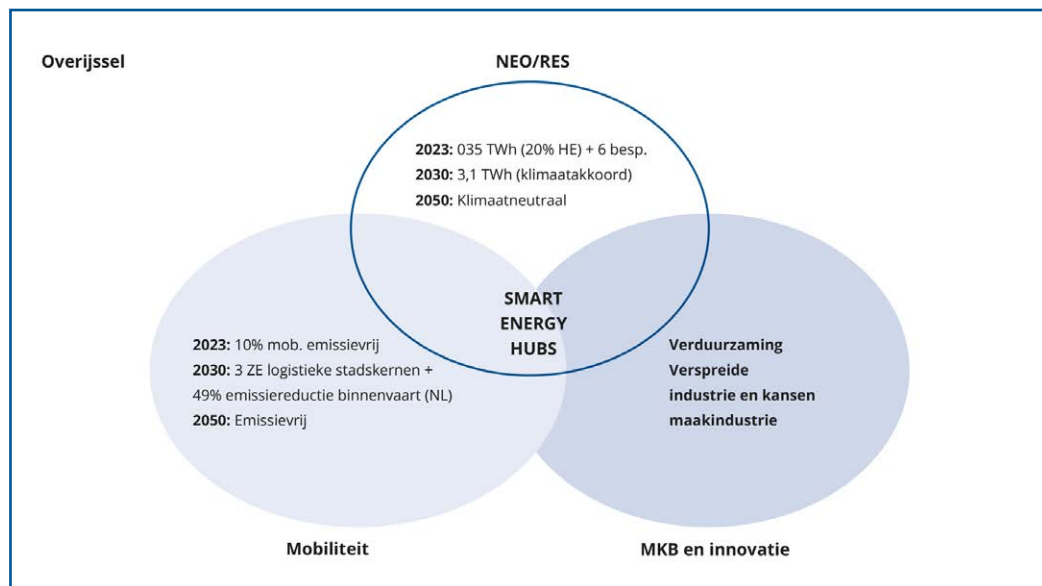 Overijssel
NEO/RES
2023: 035 TWh (20% HE) + 6 besp.
2030: 3,1 TWh (klimaatakkoord)
2050: Klimaatneutraal
SMART
ENERGY
HUBS
2023: 10% mob. emissievrij
2030: 3 ZE logistieke stadskernen +
49% emissiereductie binnenvaart (NL)
2050: Emissievrij
Verduurzaming
Verspreide
industrie en kansen
maakindustrie
Mobiliteit
MKB en innovatie